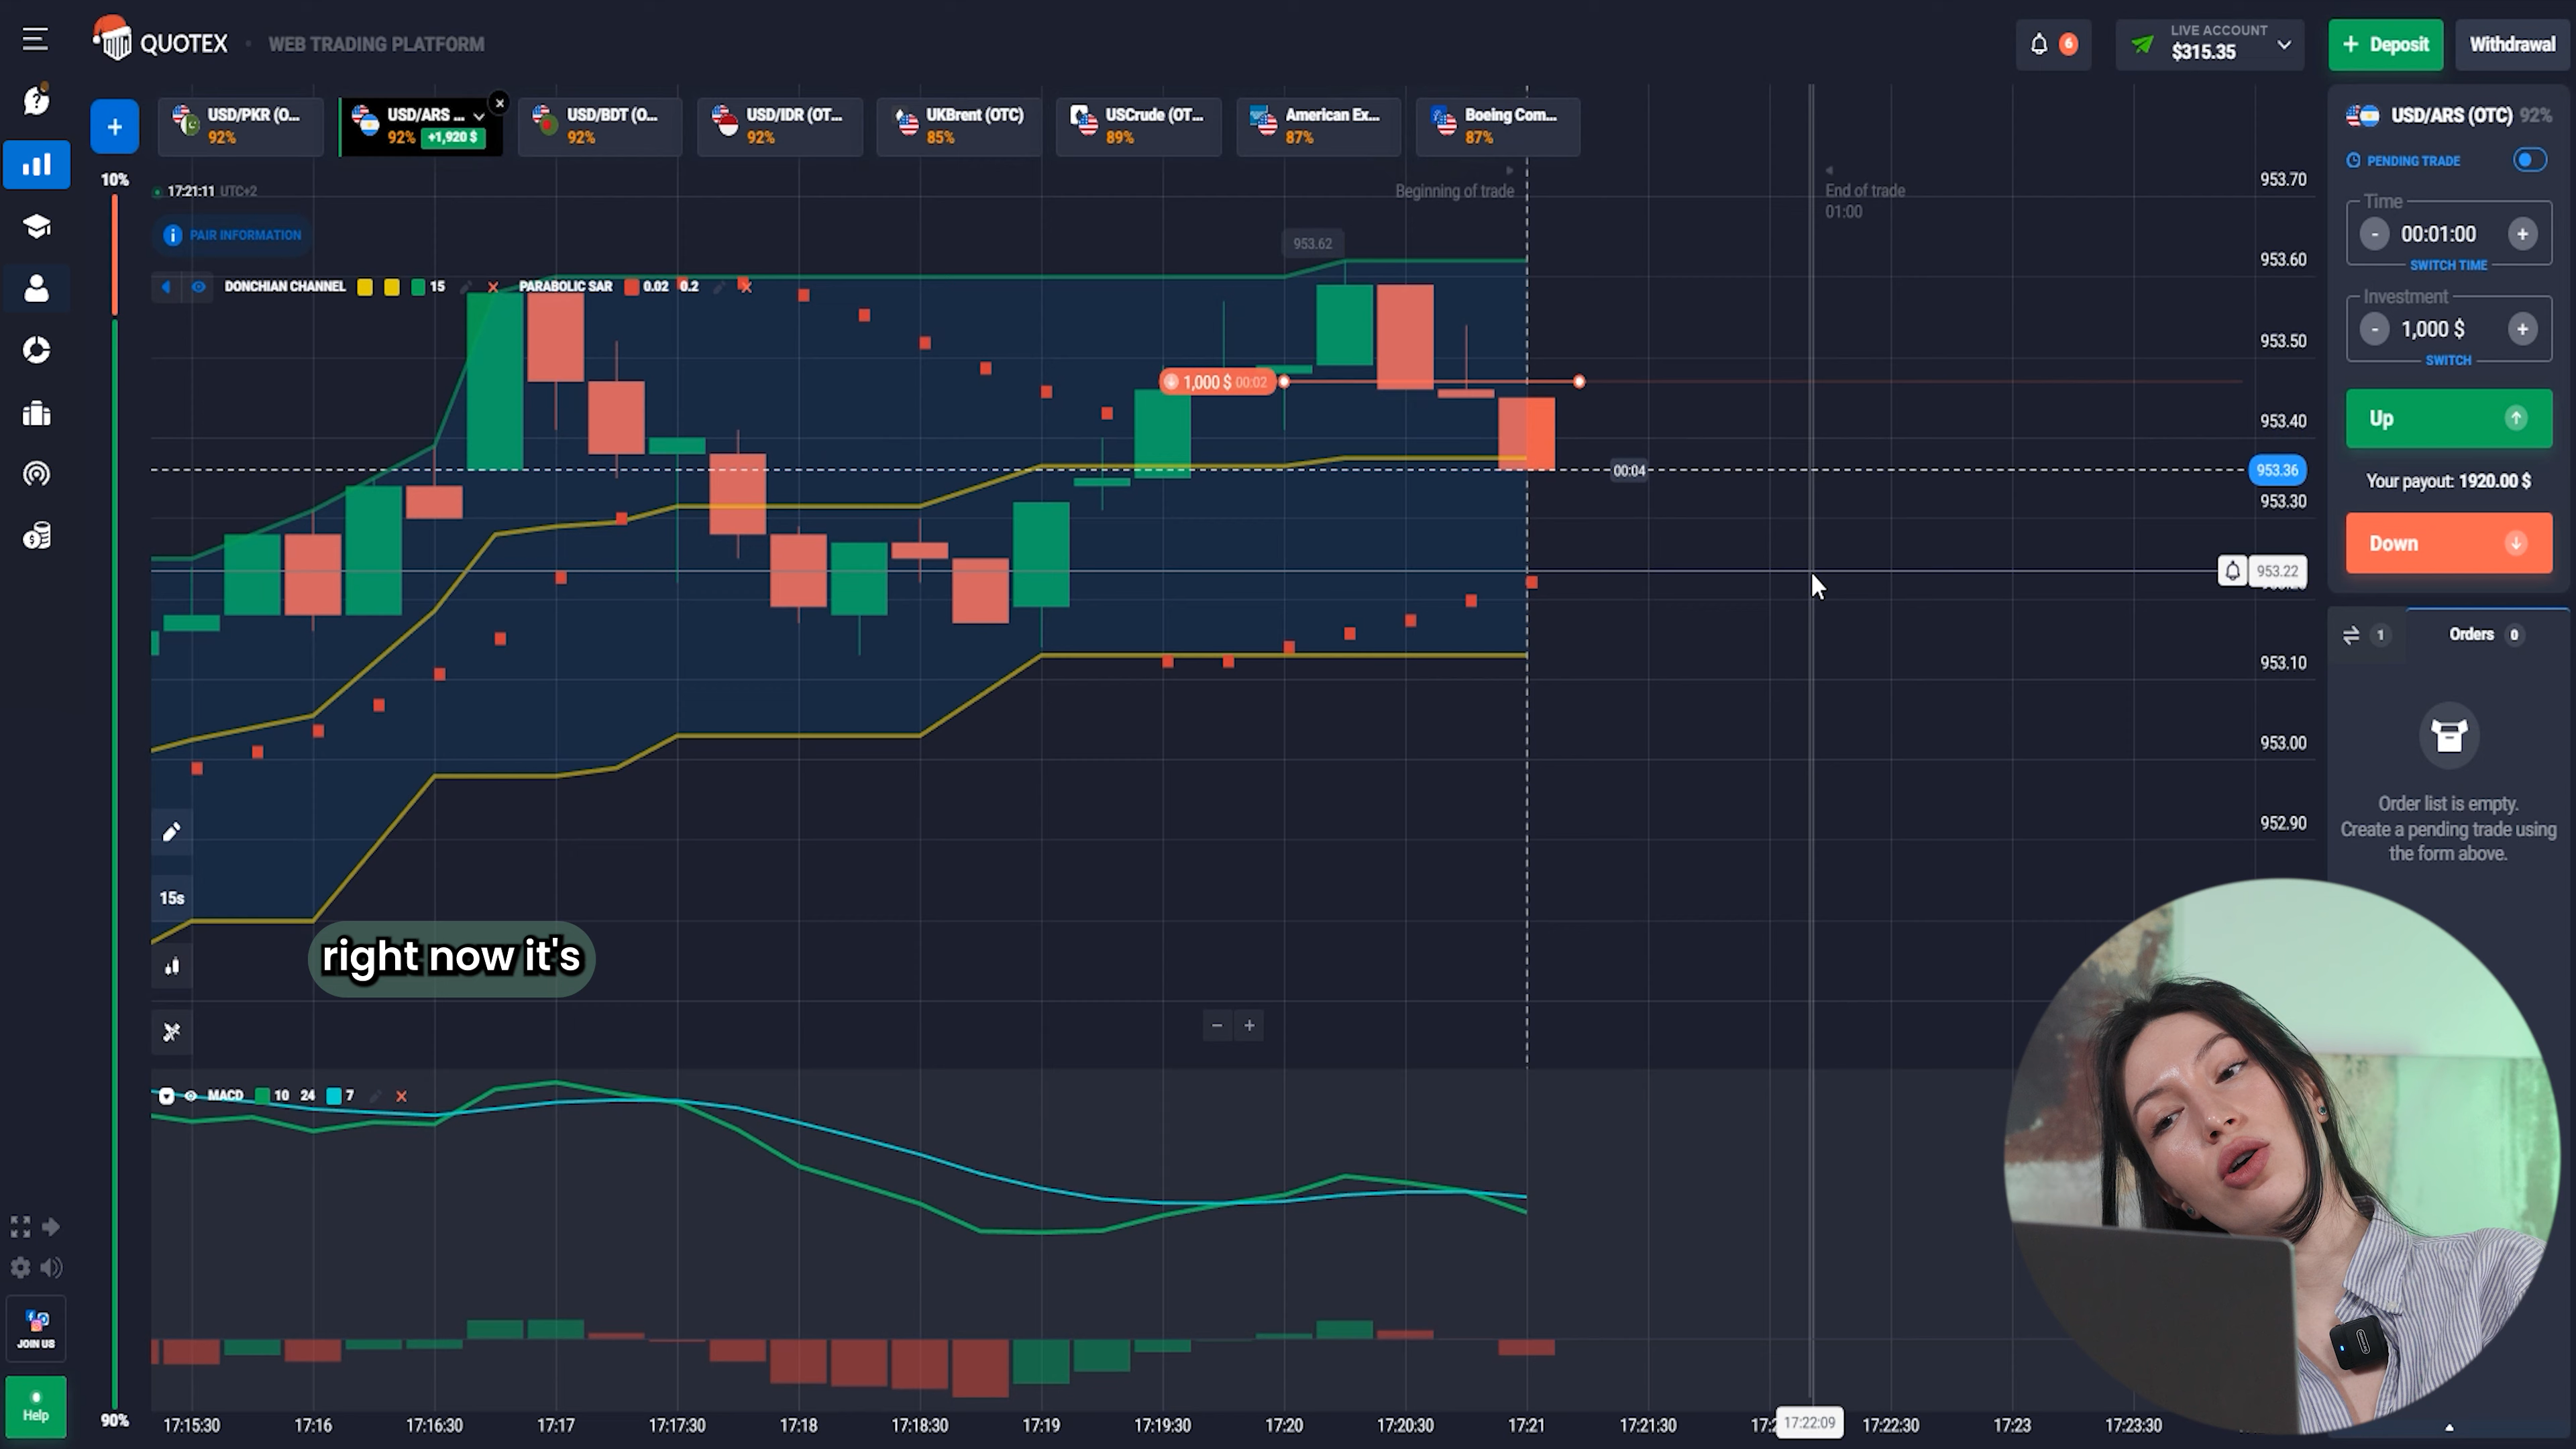 QUOTEX
WEB TRADING PLATFORM
6
LIVE ACCOUNT
$315.35
+ Deposit
Withdrawal
USD/PKR (O...
92%
USD/ARS ...
92% +1,920 $
USD/BDT (O...
92%
USD/IDR (OT...
92%
UKBrent (OTC)
85%
USCrude (OT...
89%
American Ex...
87%
Boeing Com...
87%
USD/ARS (OTC) 92%
PENDING TRADE
Time
- 00:01:00 +
SWITCH TIME
Investment
- 1,000 $ +
SWITCH
Up
Your payout: 1920.00 $
Down
1
Orders 0
Order list is empty.
Create a pending trade using
the form above.
10%
17:21:11 UTC+2
PAIR INFORMATION
Beginning of trade
End of trade
01:00
DONCHIAN CHANNEL 15
PARABOLIC SAR 0.02 0.2
953.62
1,000 $ 00:02
00:04
953.70
953.60
953.50
953.40
953.36
953.30
953.22
953.10
953.00
952.90
15s
right now it's
MACD 10 24 7
JOIN US
Help
90%
17:15:30 17:16 17:16:30 17:17 17:17:30 17:18 17:18:30 17:19 17:19:30 17:20 17:20:30 17:21 17:21:30 17:22:09 17:22:30 17:23 17:23:30